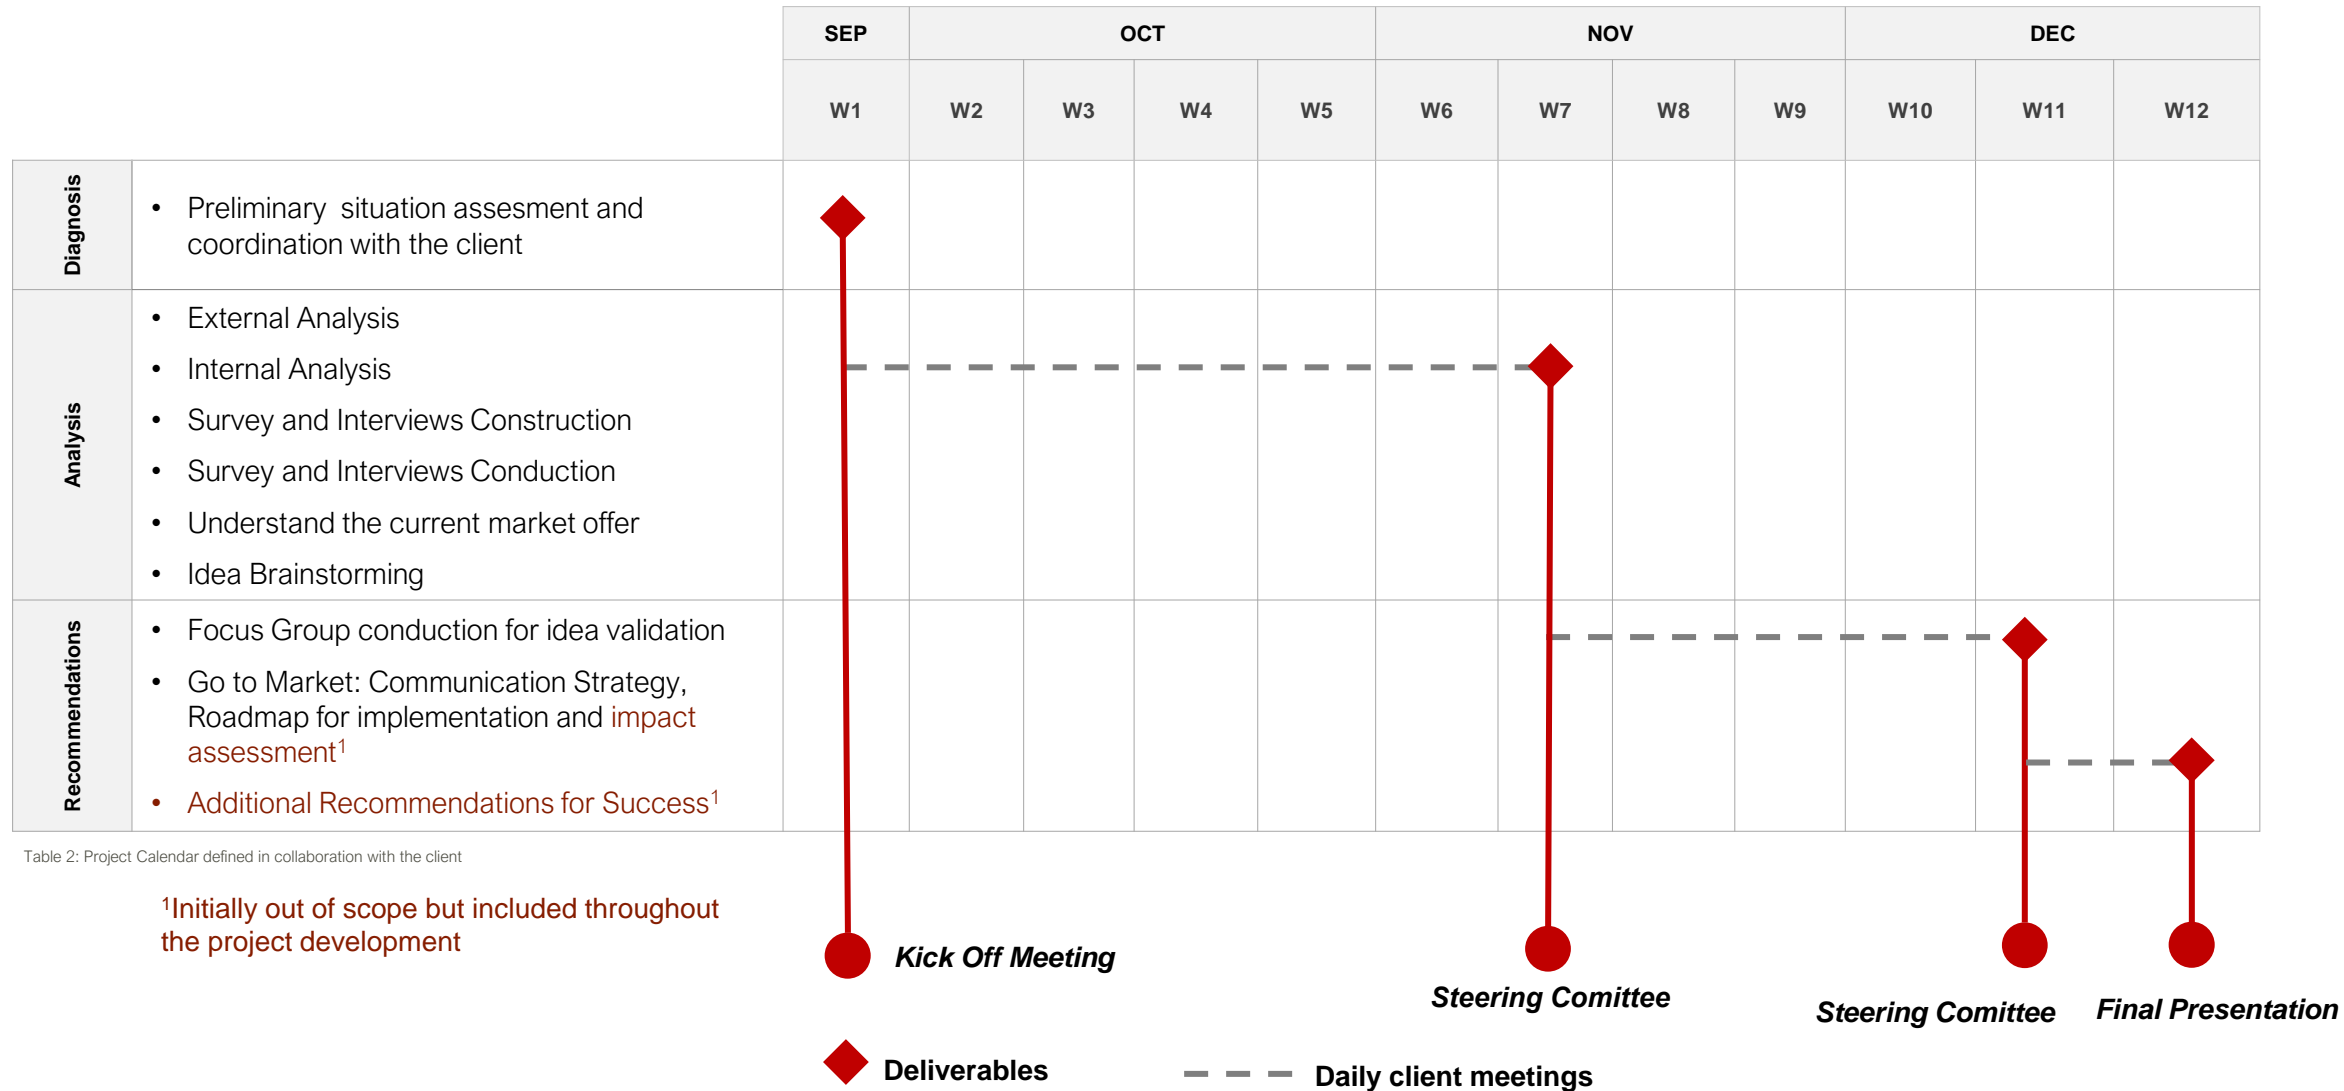 SEP OCT NOV DEC
W1 W2 W3 W4 W5 W6 W7 W8 W9 W10 W11 W12
Diagnosis
• Preliminary situation assesment and
coordination with the client
Analysis
• External Analysis
• Internal Analysis
• Survey and Interviews Construction
• Survey and Interviews Conduction
• Understand the current market offer
• Idea Brainstorming
Recommendations
• Focus Group conduction for idea validation
• Go to Market: Communication Strategy,
Roadmap for implementation and impact
assessment¹
• Additional Recommendations for Success¹
Table 2: Project Calendar defined in collaboration with the client
¹Initially out of scope but included throughout
the project development
Kick Off Meeting
Steering Comittee
Steering Comittee
Final Presentation
Deliverables
Daily client meetings